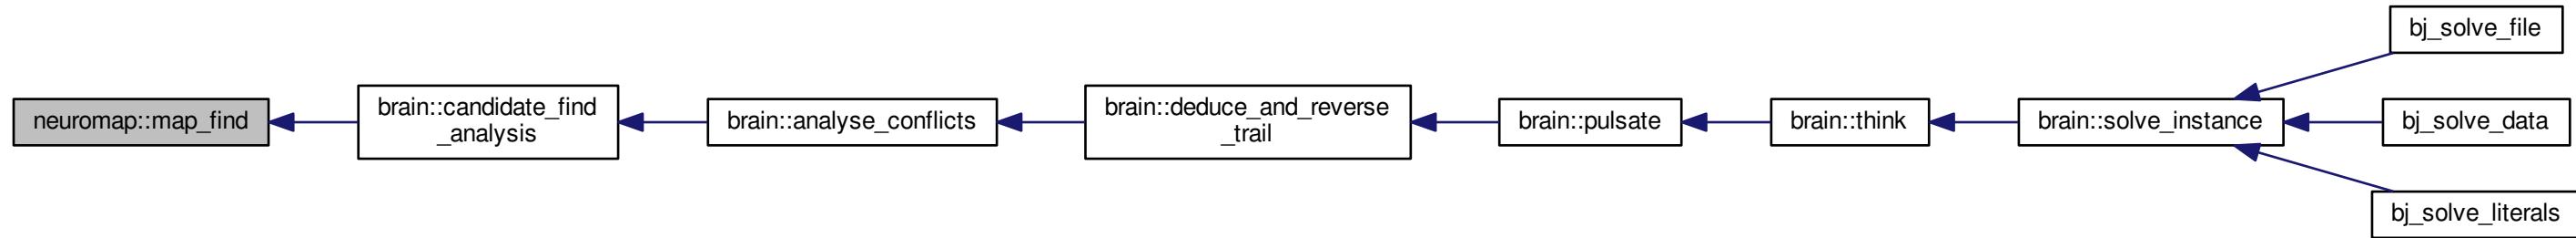 neuromap::map_find
brain::candidate_find
_analysis
brain::analyse_conflicts
brain::deduce_and_reverse
_trail
brain::pulsate
brain::think
brain::solve_instance
bj_solve_file
bj_solve_data
bj_solve_literals